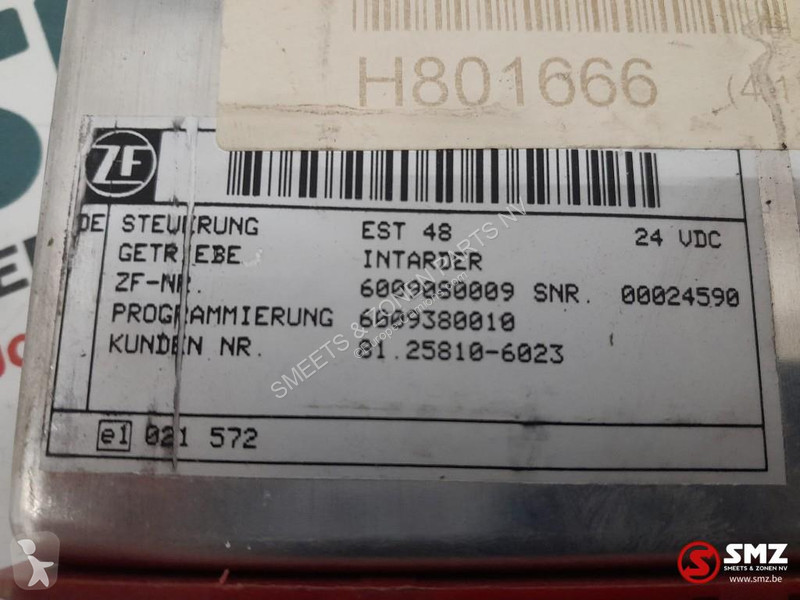 H801666
ZF
DE STEUERUNG EST 48 24 VDC
GETRIEBE INTARDER
ZF-NR. 6009080009 SNR. 00024590
PROGRAMMIERUNG 6009380010
KUNDEN NR. 81.25810-6023
e1 021 572
SMEETS & ZONEN PARTS NV
SMZ
SMEETS & ZONEN NV
www.smz.be